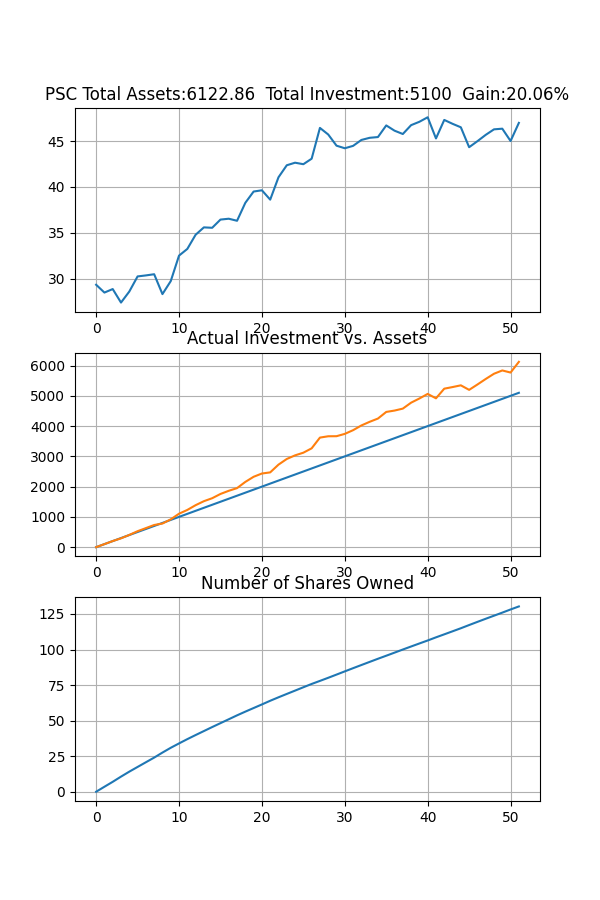 PSC Total Assets:6122.86  Total Investment:5100  Gain:20.06%
45
40
35
30
0 10 20 30 40 50
Actual Investment vs. Assets
6000
5000
4000
3000
2000
1000
0
0 10 20 30 40 50
Number of Shares Owned
125
100
75
50
25
0
0 10 20 30 40 50